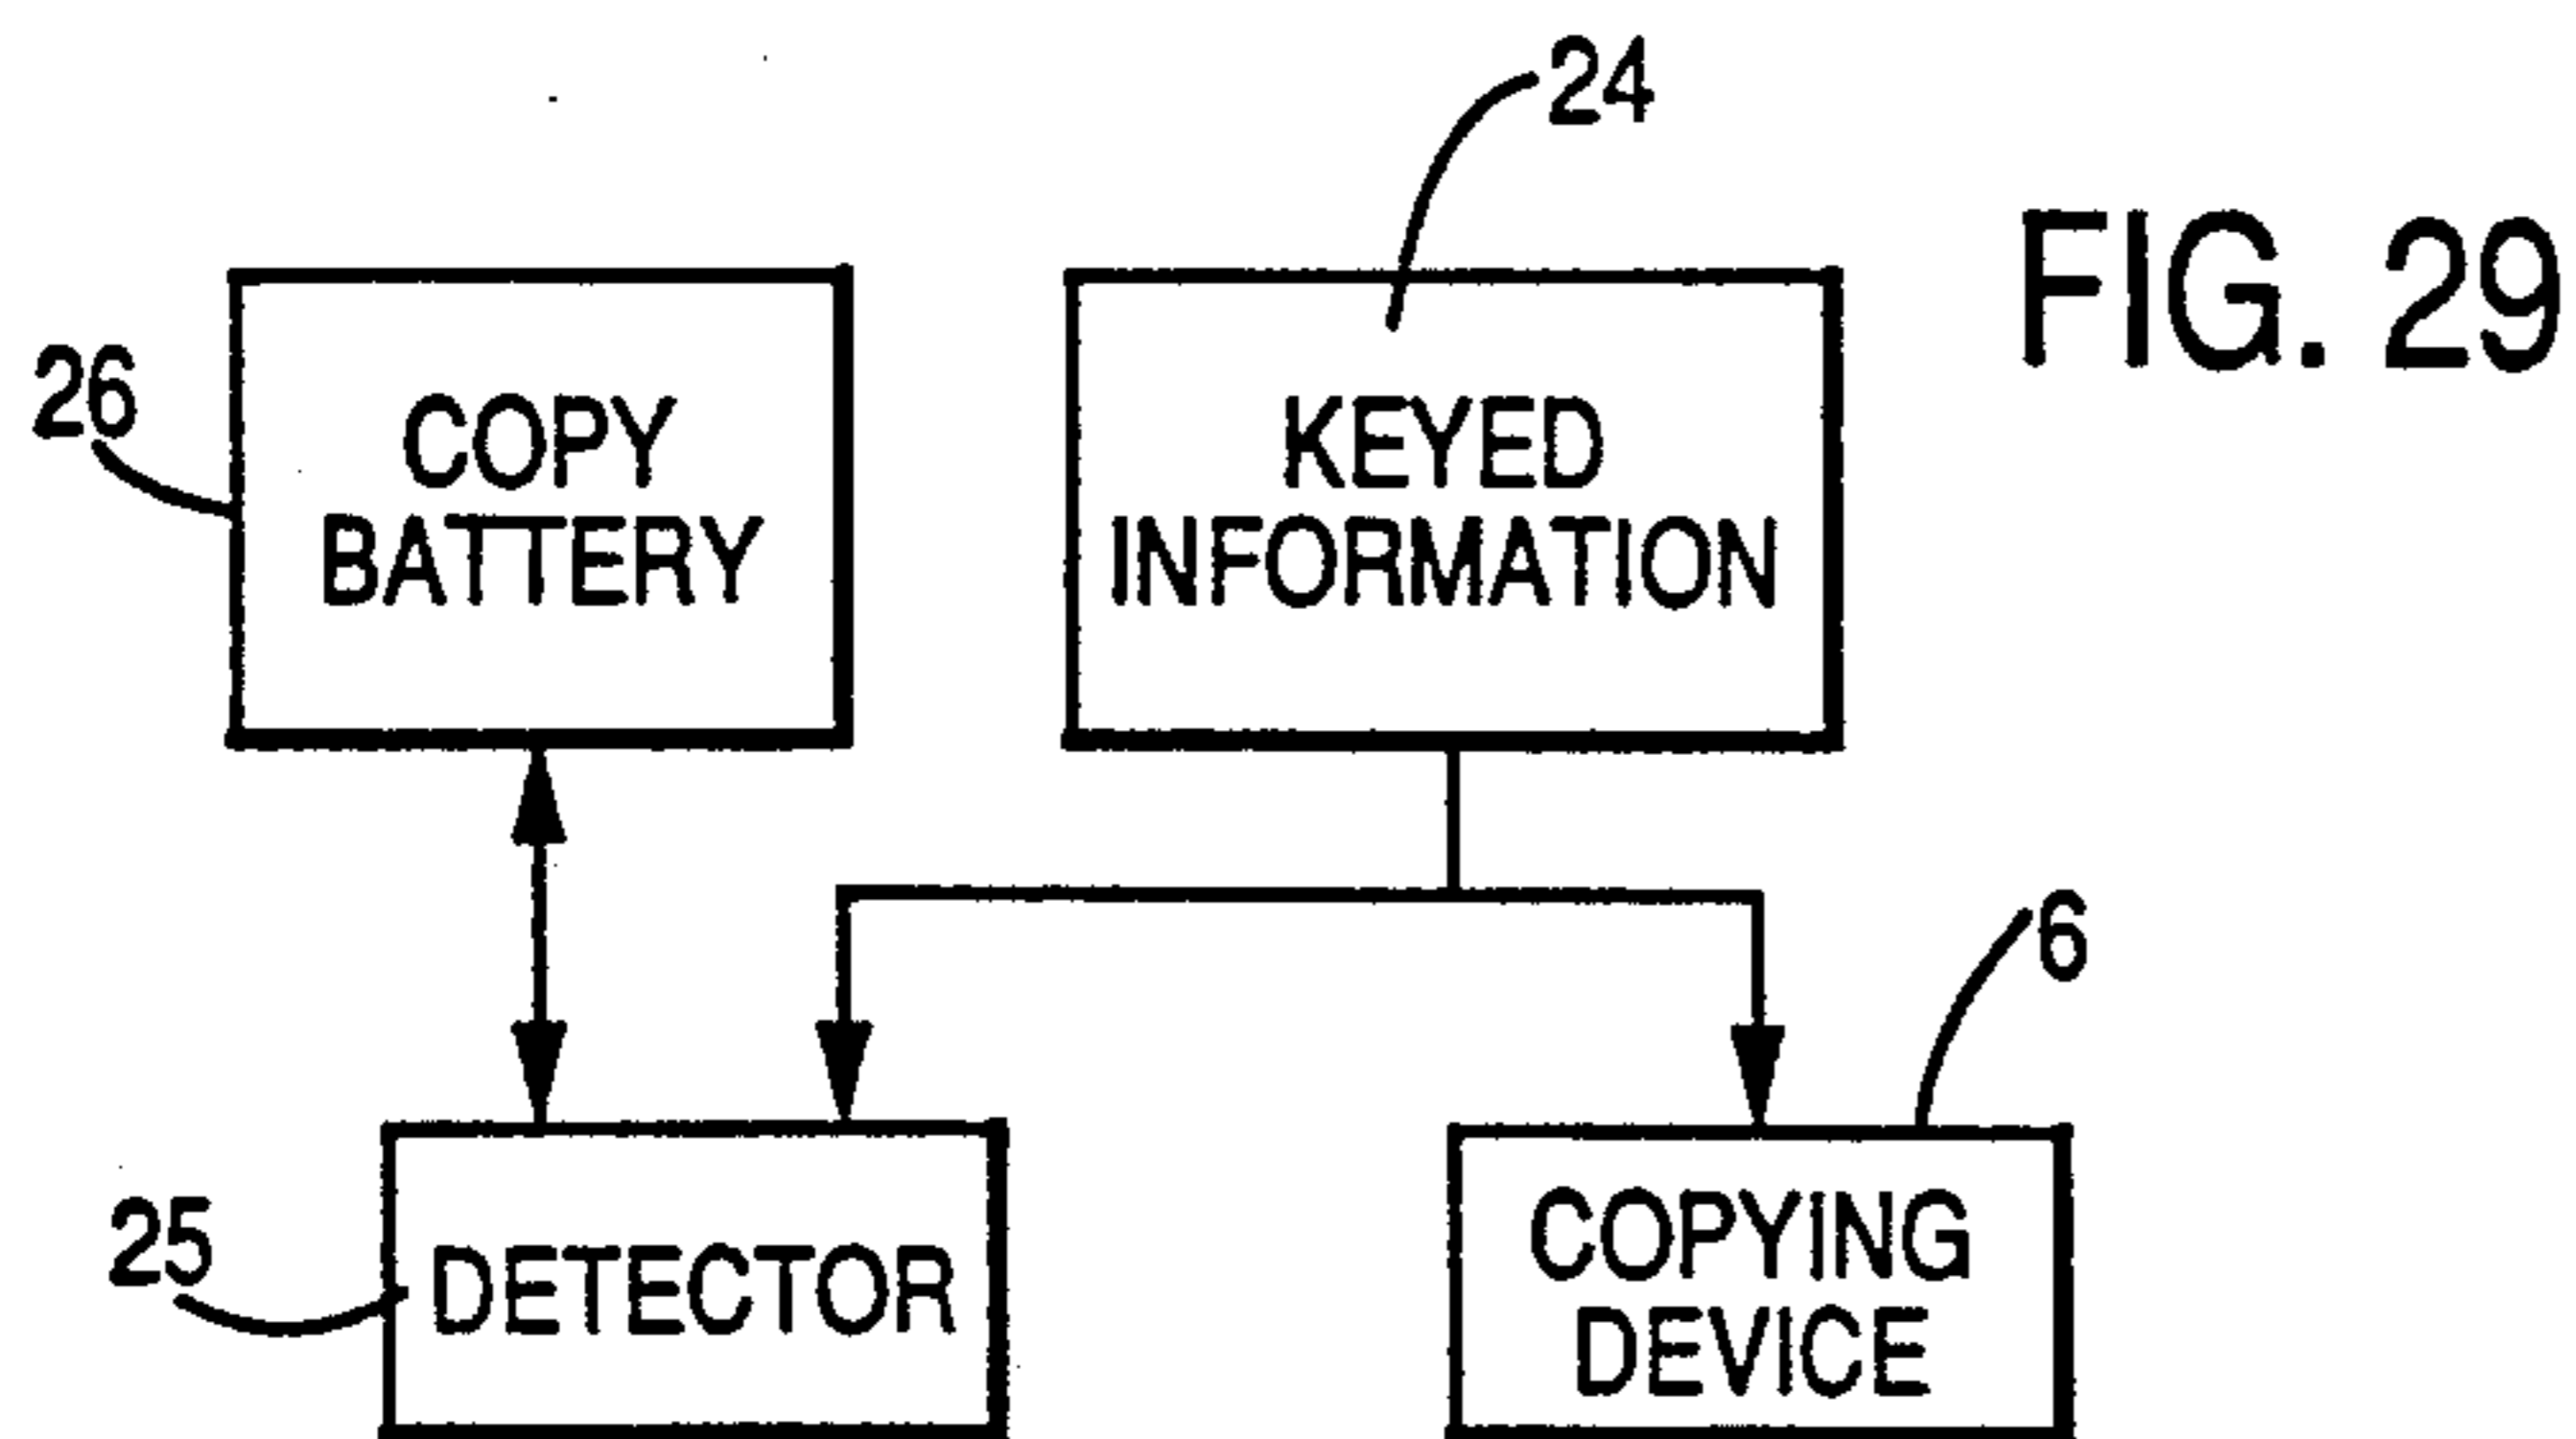 24
FIG. 29
26
COPY
BATTERY
KEYED
INFORMATION
6
25
DETECTOR
COPYING
DEVICE